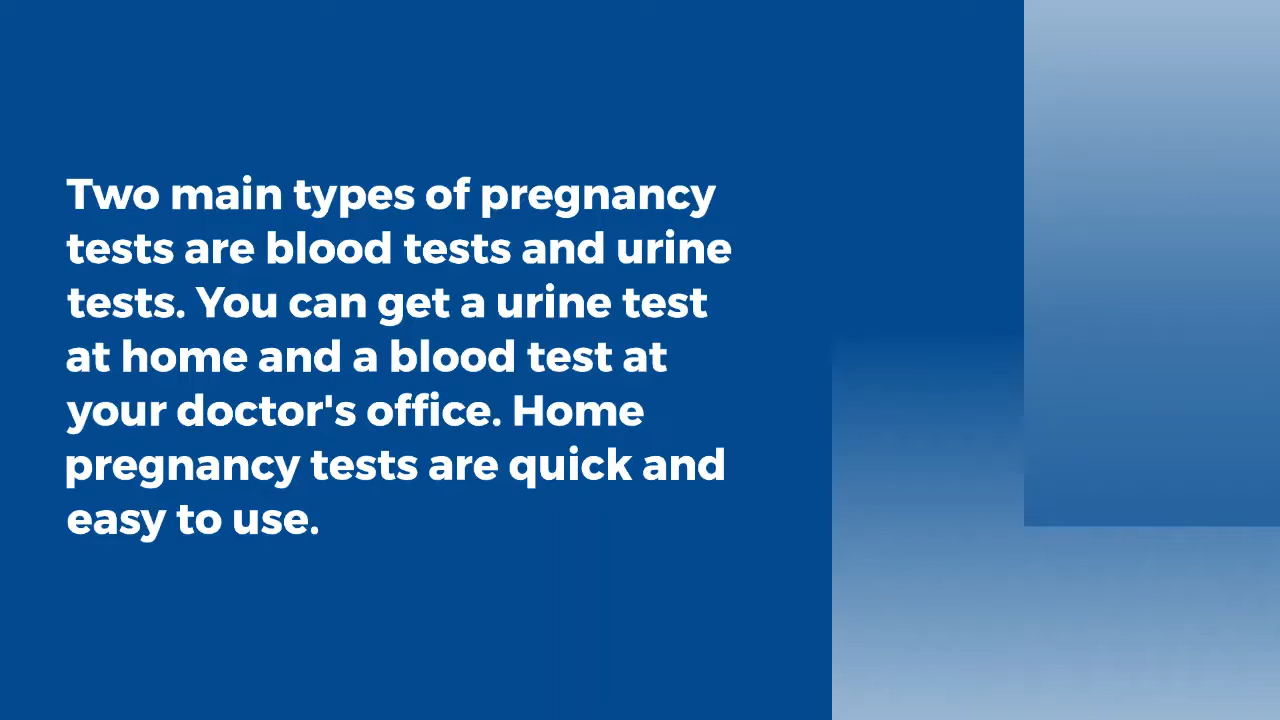 Two main types of pregnancy
tests are blood tests and urine
tests. You can get a urine test
at home and a blood test at
your doctor's office. Home
pregnancy tests are quick and
easy to use.